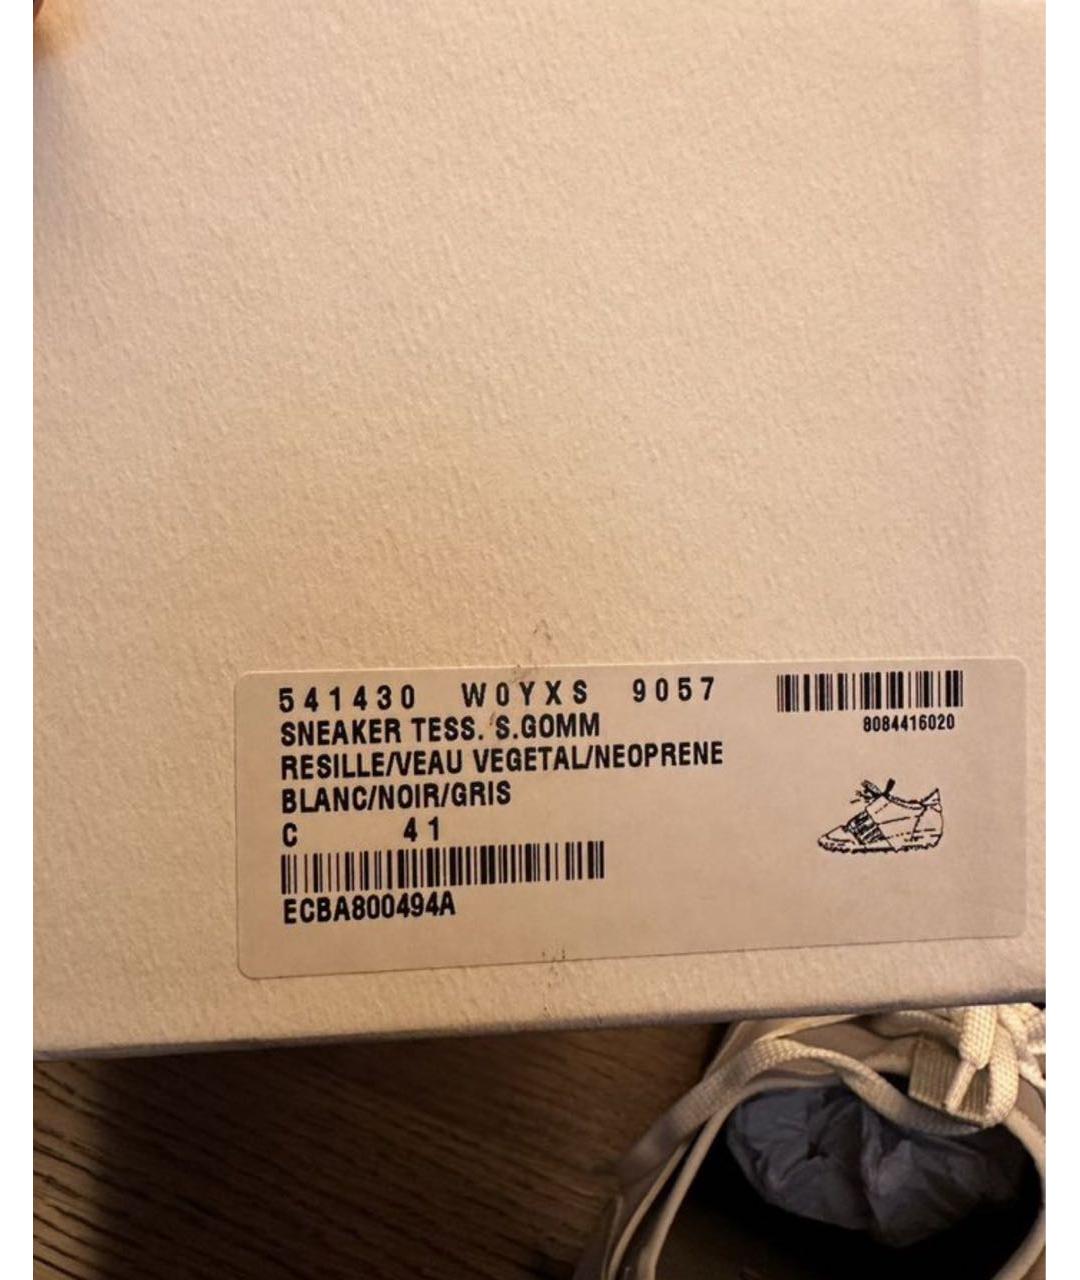 541430 W0YXS 9057
8084416020
SNEAKER TESS. S.GOMM
RESILLE/VEAU VEGETAL/NEOPRENE
BLANC/NOIR/GRIS
C 41
ECBA800494A